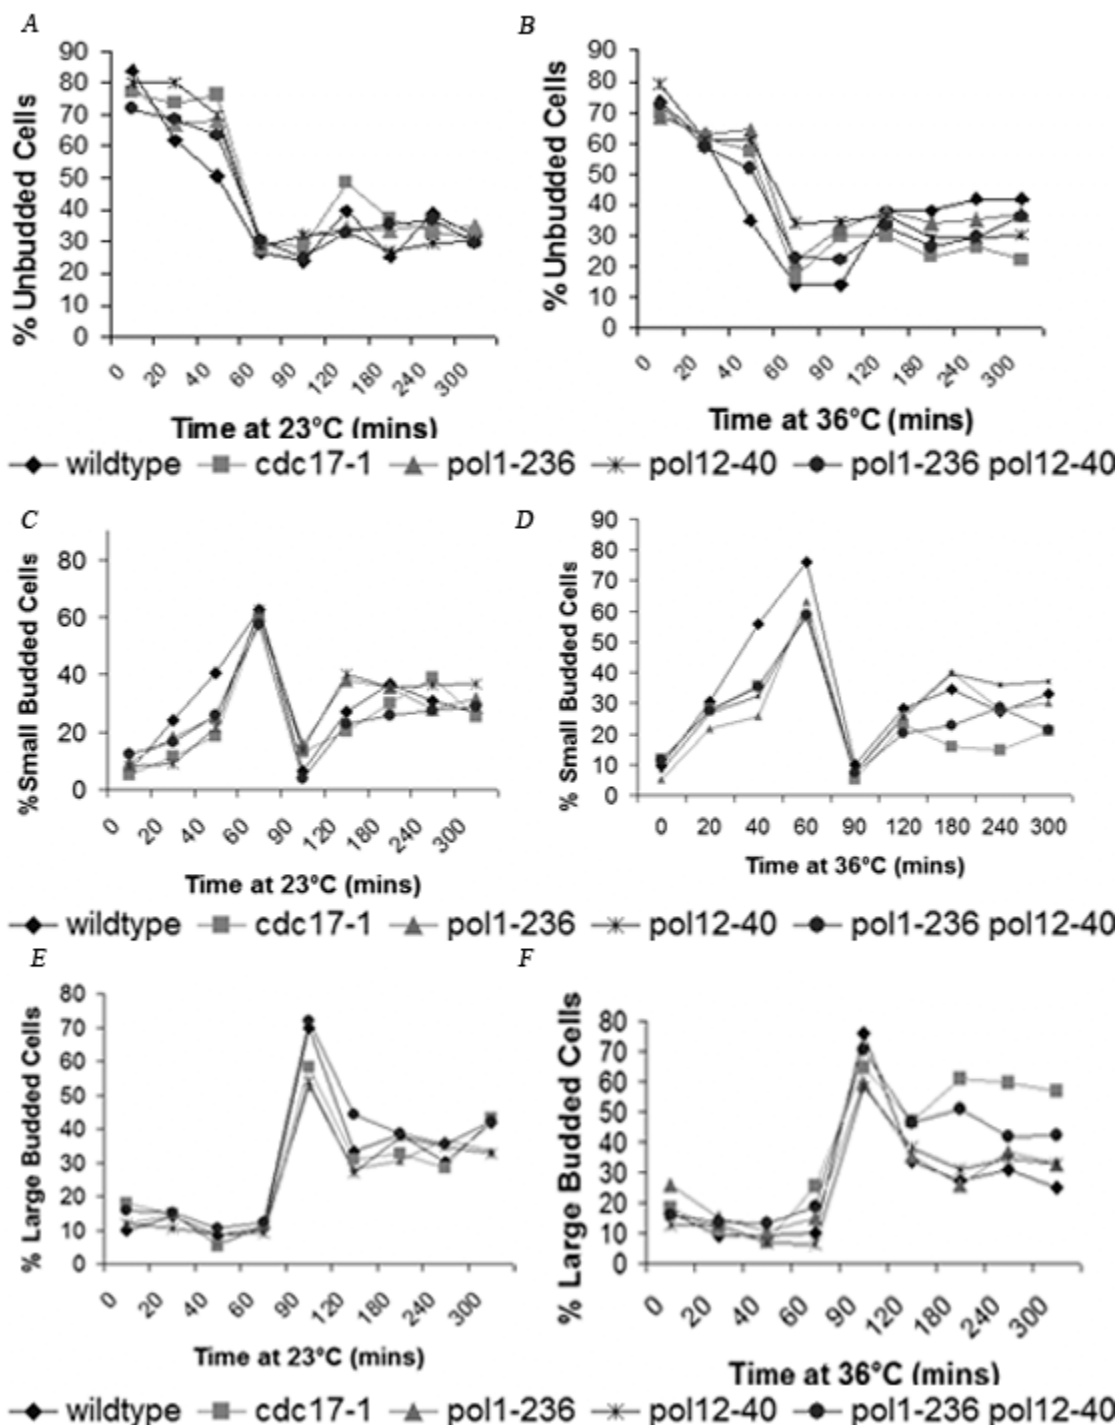 A
90
80
70
60
50
40
30
20
10
0
% Unbudded Cells
0 20 40 60 90 120 180 240 300
Time at 23°C (mins)
B
90
80
70
60
50
40
30
20
10
0
% Unbudded Cells
0 20 40 60 90 120 180 240 300
Time at 36°C (mins)
wildtype cdc17-1 pol1-236 pol12-40 pol1-236 pol12-40
C
80
60
40
20
0
%Small Budded Cells
0 20 40 60 90 120 180 240 300
Time at 23°C (mins)
D
90
80
70
60
50
40
30
20
10
0
% Small Budded Cells
0 20 40 60 90 120 180 240 300
Time at 36°C (mins)
wildtype cdc17-1 pol1-236 pol12-40 pol1-236 pol12-40
E
80
70
60
50
40
30
20
10
0
% Large Budded Cells
0 20 40 60 90 120 180 240 300
Time at 23°C (mins)
F
80
70
60
50
40
30
20
10
0
% Large Budded Cells
0 20 40 60 90 120 180 240 300
Time at 36°C (mins)
wildtype cdc17-1 pol1-236 pol12-40 pol1-236 pol12-40